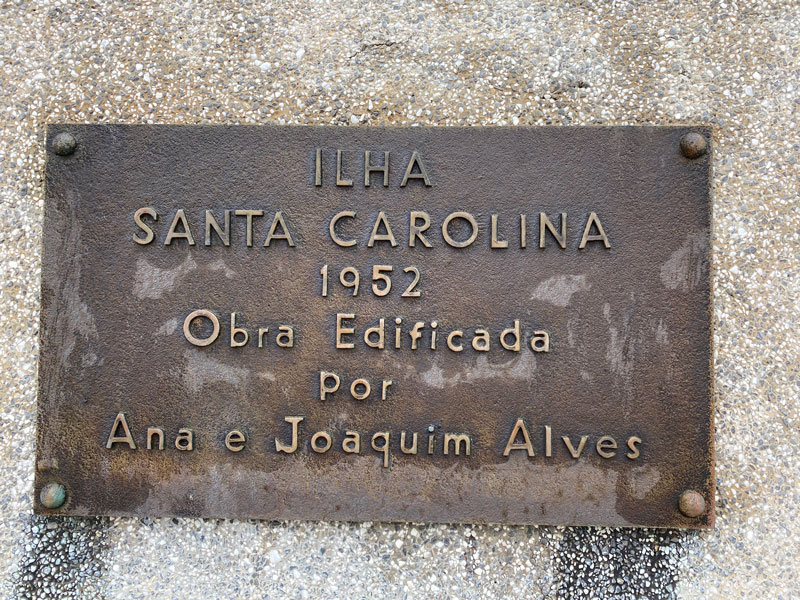 ILHA
SANTA CAROLINA
1952
Obra Edificada
por
Ana e Joaquim Alves